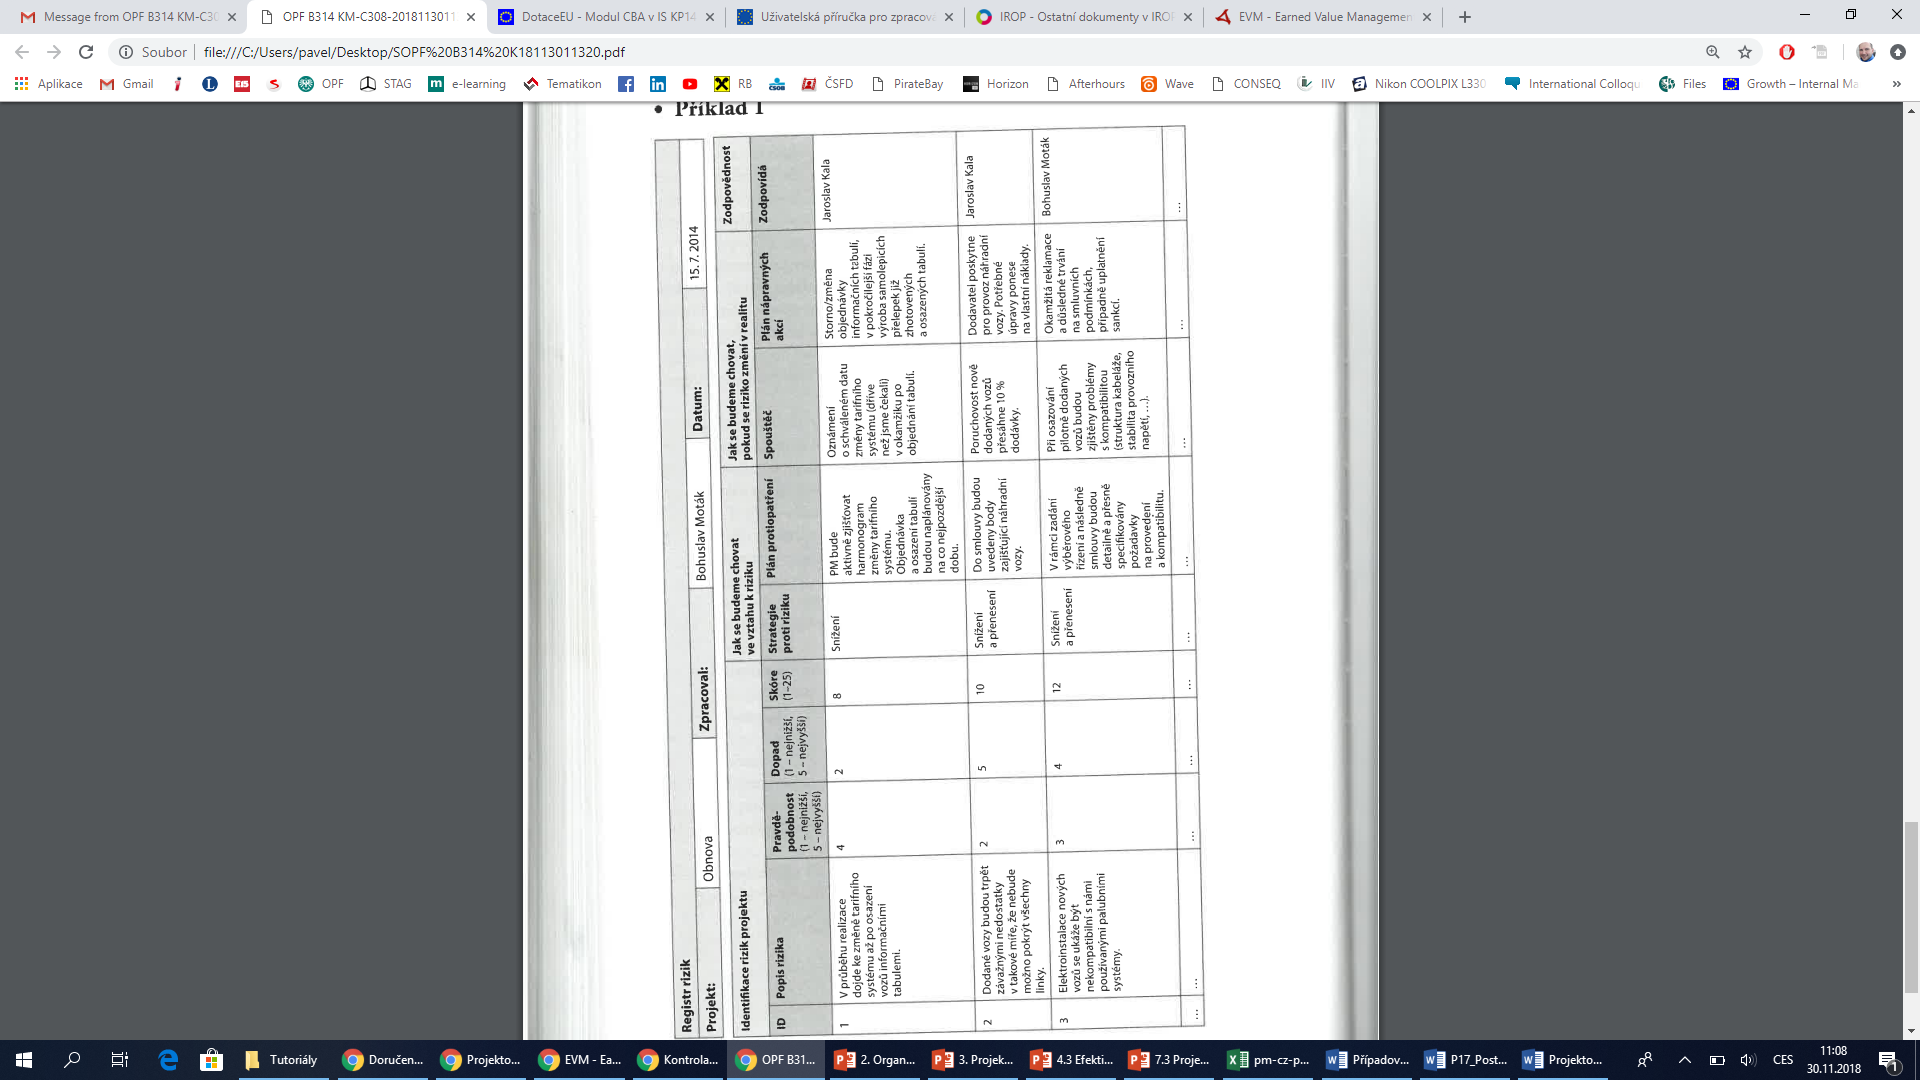 Message from OPF B314 KM-C30
OPF B314 KM-C308-2018113011
DotaceEU - Modul CBA v IS KP14
Uživatelská příručka pro zpracova
IROP - Ostatní dokumenty v IROP
EVM - Earned Value Managemen
Soubor
file:///C:/Users/pavel/Desktop/SOPF%20B314%20K18113011320.pdf
Aplikace
Gmail
EIS
OPF
STAG
e-learning
Tematikon
RB
ČSFD
PirateBay
Horizon
Afterhours
Wave
CONSEQ
IIV
Nikon COOLPIX L330
International Colloqu
Files
Growth – Internal Ma
»
• Příklad 1
Registr rizik
Projekt:
Obnova
Zpracoval:
Bohuslav Moták
Datum:
15. 7. 2014
Identifikace rizik projektu
Jak se budeme chovat
ve vztahu k riziku
Jak se budeme chovat,
pokud se riziko změní v realitu
Zodpovědnost
ID
Popis rizika
Pravdě-
podobnost
(1 – nejnižší,
5 – nejvyšší)
Dopad
(1 – nejnižší,
5 – nejvyšší)
Skóre
(1–25)
Strategie
proti riziku
Plán protiopatření
Spouštěč
Plán nápravných
akcí
Zodpovídá
1
V průběhu realizace
dojde ke změně tarifního
systému až po osazení
vozů informačními
tabulemi.
4
2
8
Snížení
PM bude
aktivně zjišťovat
harmonogram
změny tarifního
systému.
Objednávka
a osazení tabulí
budou naplánovány
na co nejpozdější
dobu.
Oznámení
o schváleném datu
změny tarifního
systému (dříve
než jsme čekali)
v okamžiku po
objednání tabulí.
Storno/změna
objednávky
informačních tabulí,
v pokročilejší fázi
výroba samolepicích
přelepek již
zhotovených
a osazených tabulí.
Jaroslav Kala
2
Dodané vozy budou trpět
závažnými nedostatky
v takové míře, že nebude
možno pokrýt všechny
linky.
2
5
10
Snížení
a přenesení
Do smlouvy budou
uvedeny body
zajišťující náhradní
vozy.
Poruchovost nově
dodaných vozů
přesáhne 10 %
dodávky.
Dodavatel poskytne
pro provoz náhradní
vozy. Potřebné
úpravy ponese
na vlastní náklady.
Jaroslav Kala
3
Elektroinstalace nových
vozů se ukáže být
nekompatibilní s námi
používanými palubními
systémy.
3
4
12
Snížení
a přenesení
V rámci zadání
výběrového
řízení a následně
smlouvy budou
detailně a přesně
specifikovány
požadavky
na provedení
a kompatibilitu.
Při osazování
pilotně dodaných
vozů budou
zjištěny problémy
s kompatibilitou
(struktura kabeláže,
stabilita provozního
napětí, …).
Okamžitá reklamace
a důsledné trvání
na smluvních
podmínkách,
případně uplatnění
sankcí.
Bohuslav Moták
… … … … … … … … … …
Tutoriály
Doručen...
Projekto...
EVM - Ea...
Kontrola...
OPF B31...
2. Organ...
3. Projek...
4.3 Efekti...
7.3 Proje...
pm-cz-p...
Případov...
P17_Post...
Projekto...
CES
11:08
30.11.2018
1